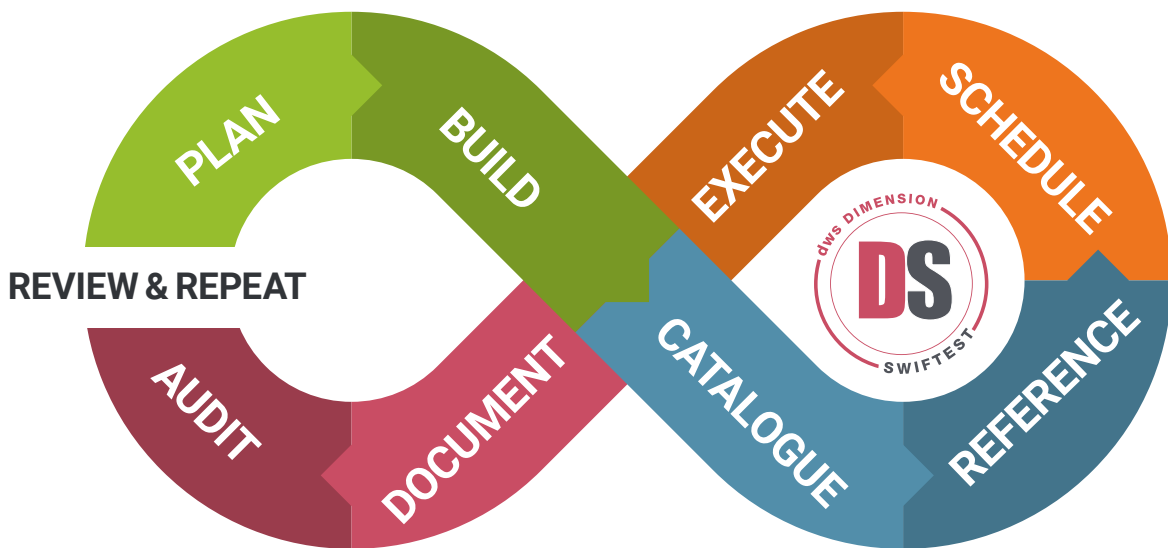 PLAN
BUILD
EXECUTE
SCHEDULE
dws DIMENSION
DS
SWIFTEST
REVIEW & REPEAT
AUDIT
DOCUMENT
CATALOGUE
REFERENCE